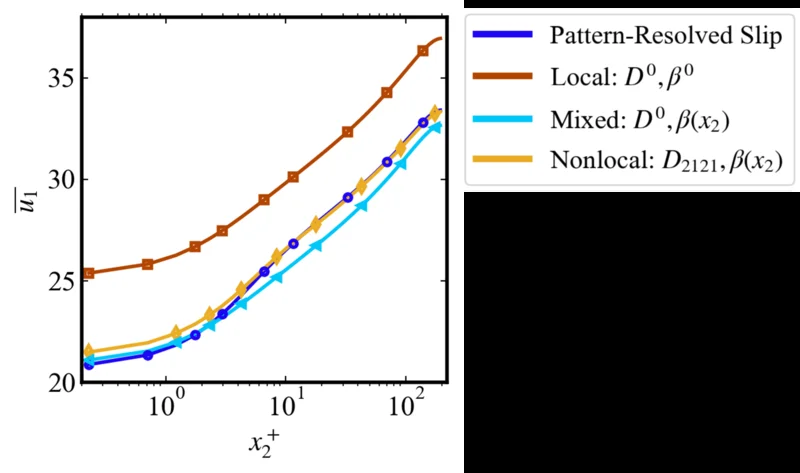 35
30
25
20
10⁰
10¹
10²
u̅₁
x₂⁺
Pattern-Resolved Slip
Local: D⁰, β⁰
Mixed: D⁰, β(x₂)
Nonlocal: D₂₁₂₁, β(x₂)